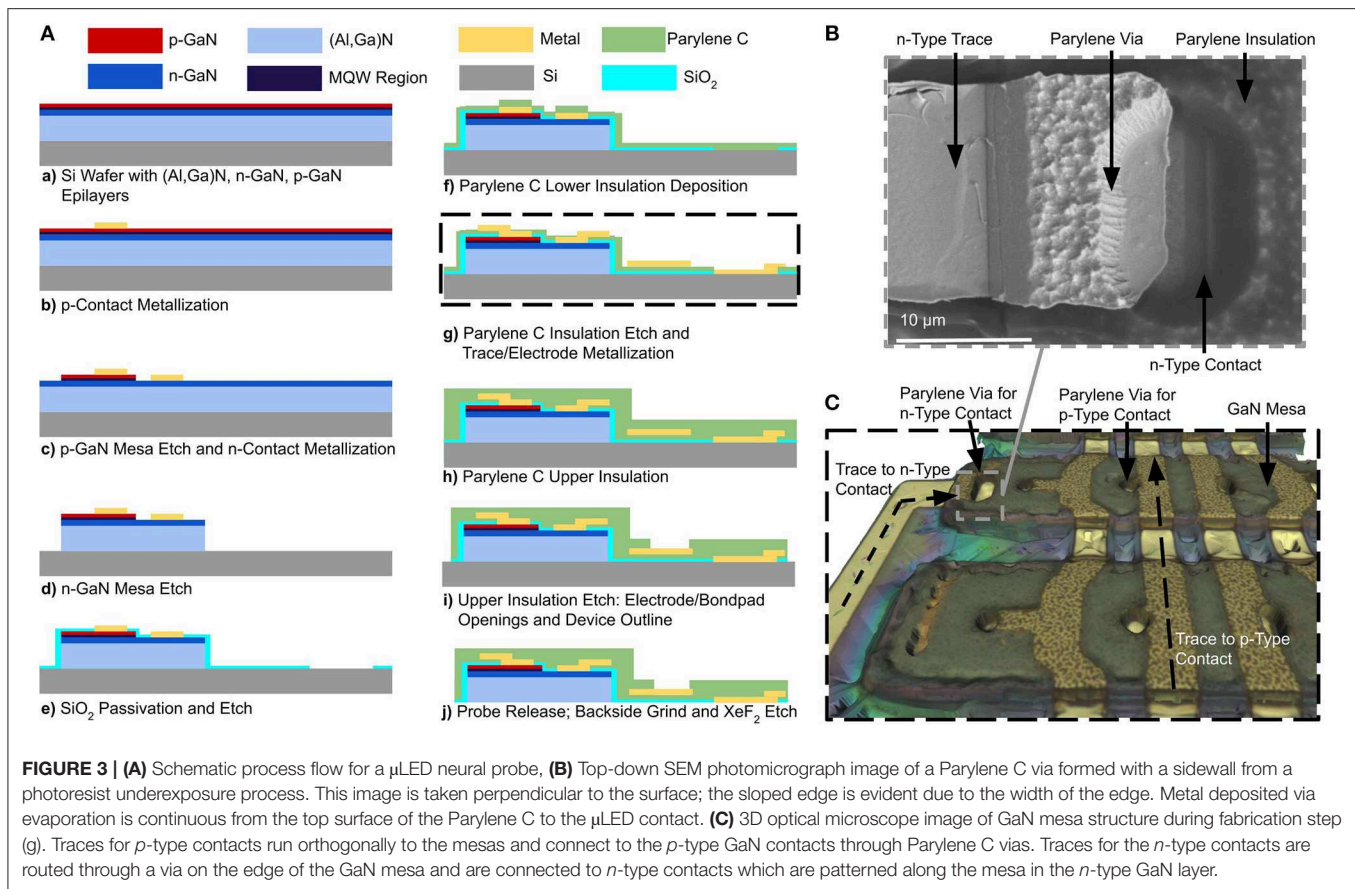 A
p-GaN
(Al,Ga)N
Metal
Parylene C
n-GaN
MQW Region
Si
SiO2
a) Si Wafer with (Al,Ga)N, n-GaN, p-GaN
Epilayers
b) p-Contact Metallization
c) p-GaN Mesa Etch and n-Contact Metallization
d) n-GaN Mesa Etch
e) SiO2 Passivation and Etch
f) Parylene C Lower Insulation Deposition
g) Parylene C Insulation Etch and
Trace/Electrode Metallization
h) Parylene C Upper Insulation
i) Upper Insulation Etch: Electrode/Bondpad
Openings and Device Outline
j) Probe Release; Backside Grind and XeF2 Etch
B
n-Type Trace
Parylene Via
Parylene Insulation
10 μm
n-Type Contact
C
Parylene Via for
n-Type Contact
Parylene Via for
p-Type Contact
GaN Mesa
Trace to n-Type
Contact
Trace to p-Type
Contact
FIGURE 3 | (A) Schematic process flow for a μLED neural probe, (B) Top-down SEM photomicrograph image of a Parylene C via formed with a sidewall from a
photoresist underexposure process. This image is taken perpendicular to the surface; the sloped edge is evident due to the width of the edge. Metal deposited via
evaporation is continuous from the top surface of the Parylene C to the μLED contact. (C) 3D optical microscope image of GaN mesa structure during fabrication step
(g). Traces for p-type contacts run orthogonally to the mesas and connect to the p-type GaN contacts through Parylene C vias. Traces for the n-type contacts are
routed through a via on the edge of the GaN mesa and are connected to n-type contacts which are patterned along the mesa in the n-type GaN layer.